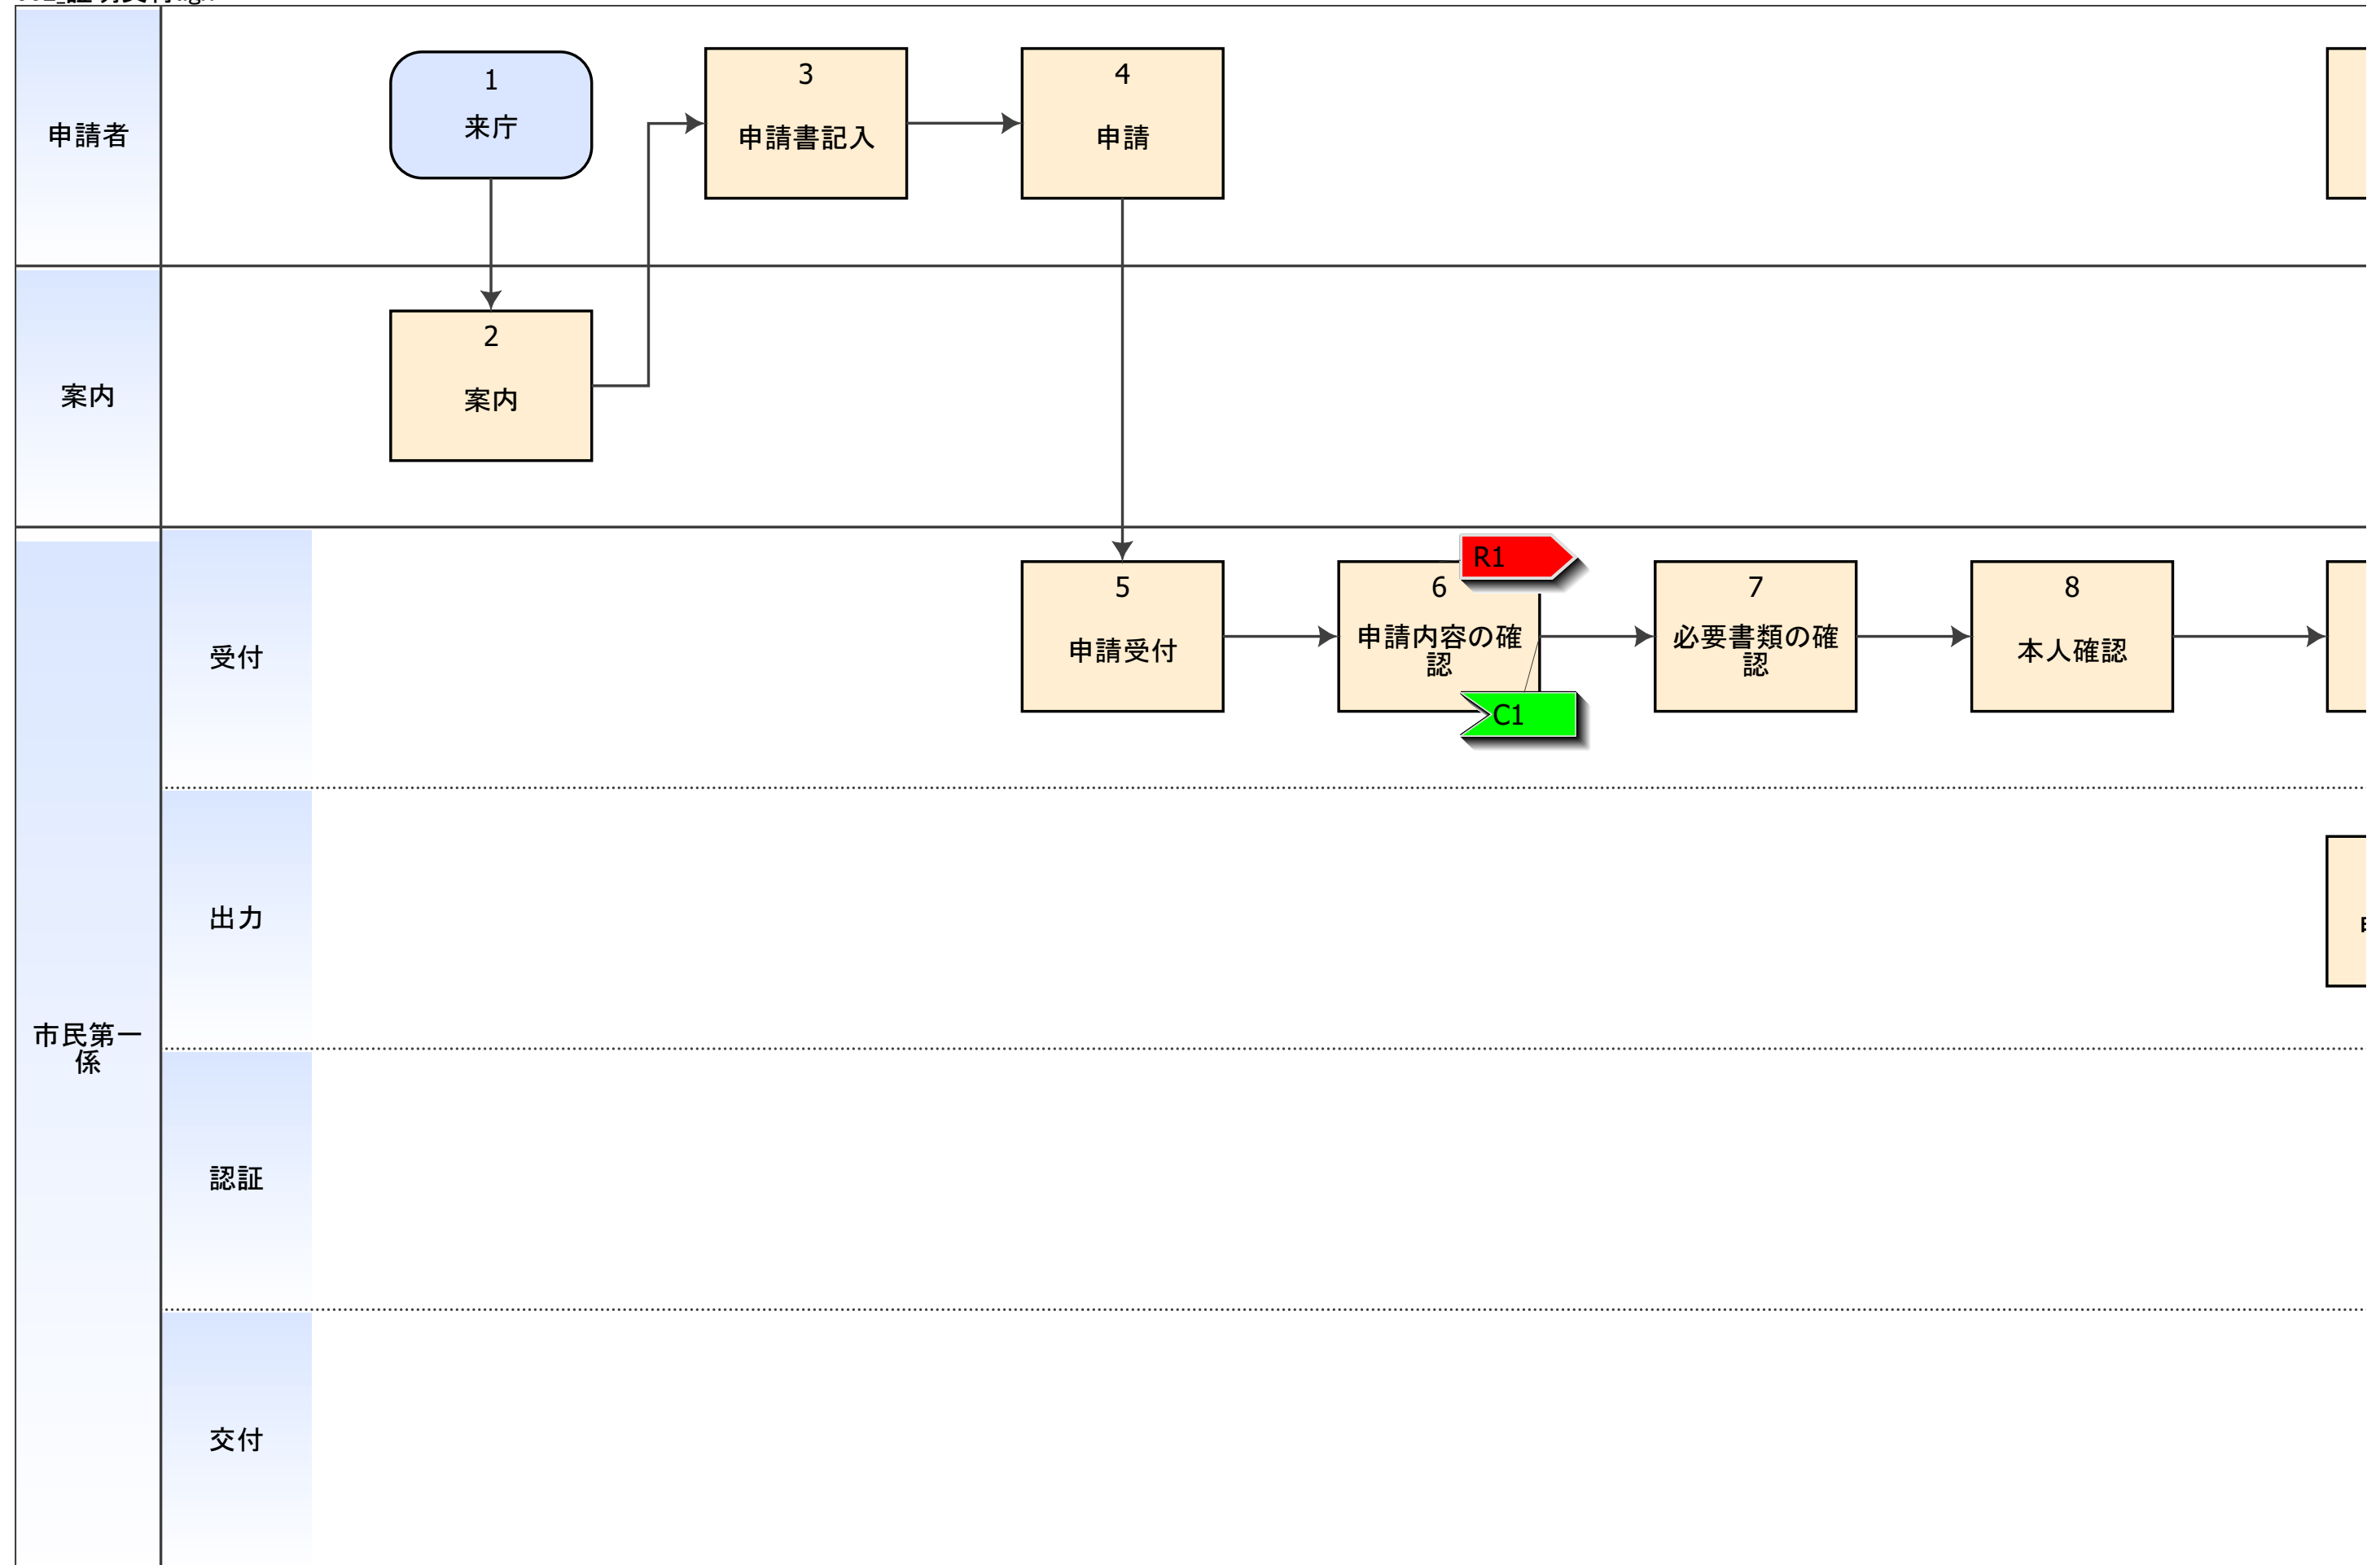 申請者
1
来庁
3
申請書記入
4
申請
案内
2
案内
市民第一
係
受付
5
申請受付
6
申請内容の確
認
R1
C1
7
必要書類の確
認
8
本人確認
出力
認証
交付